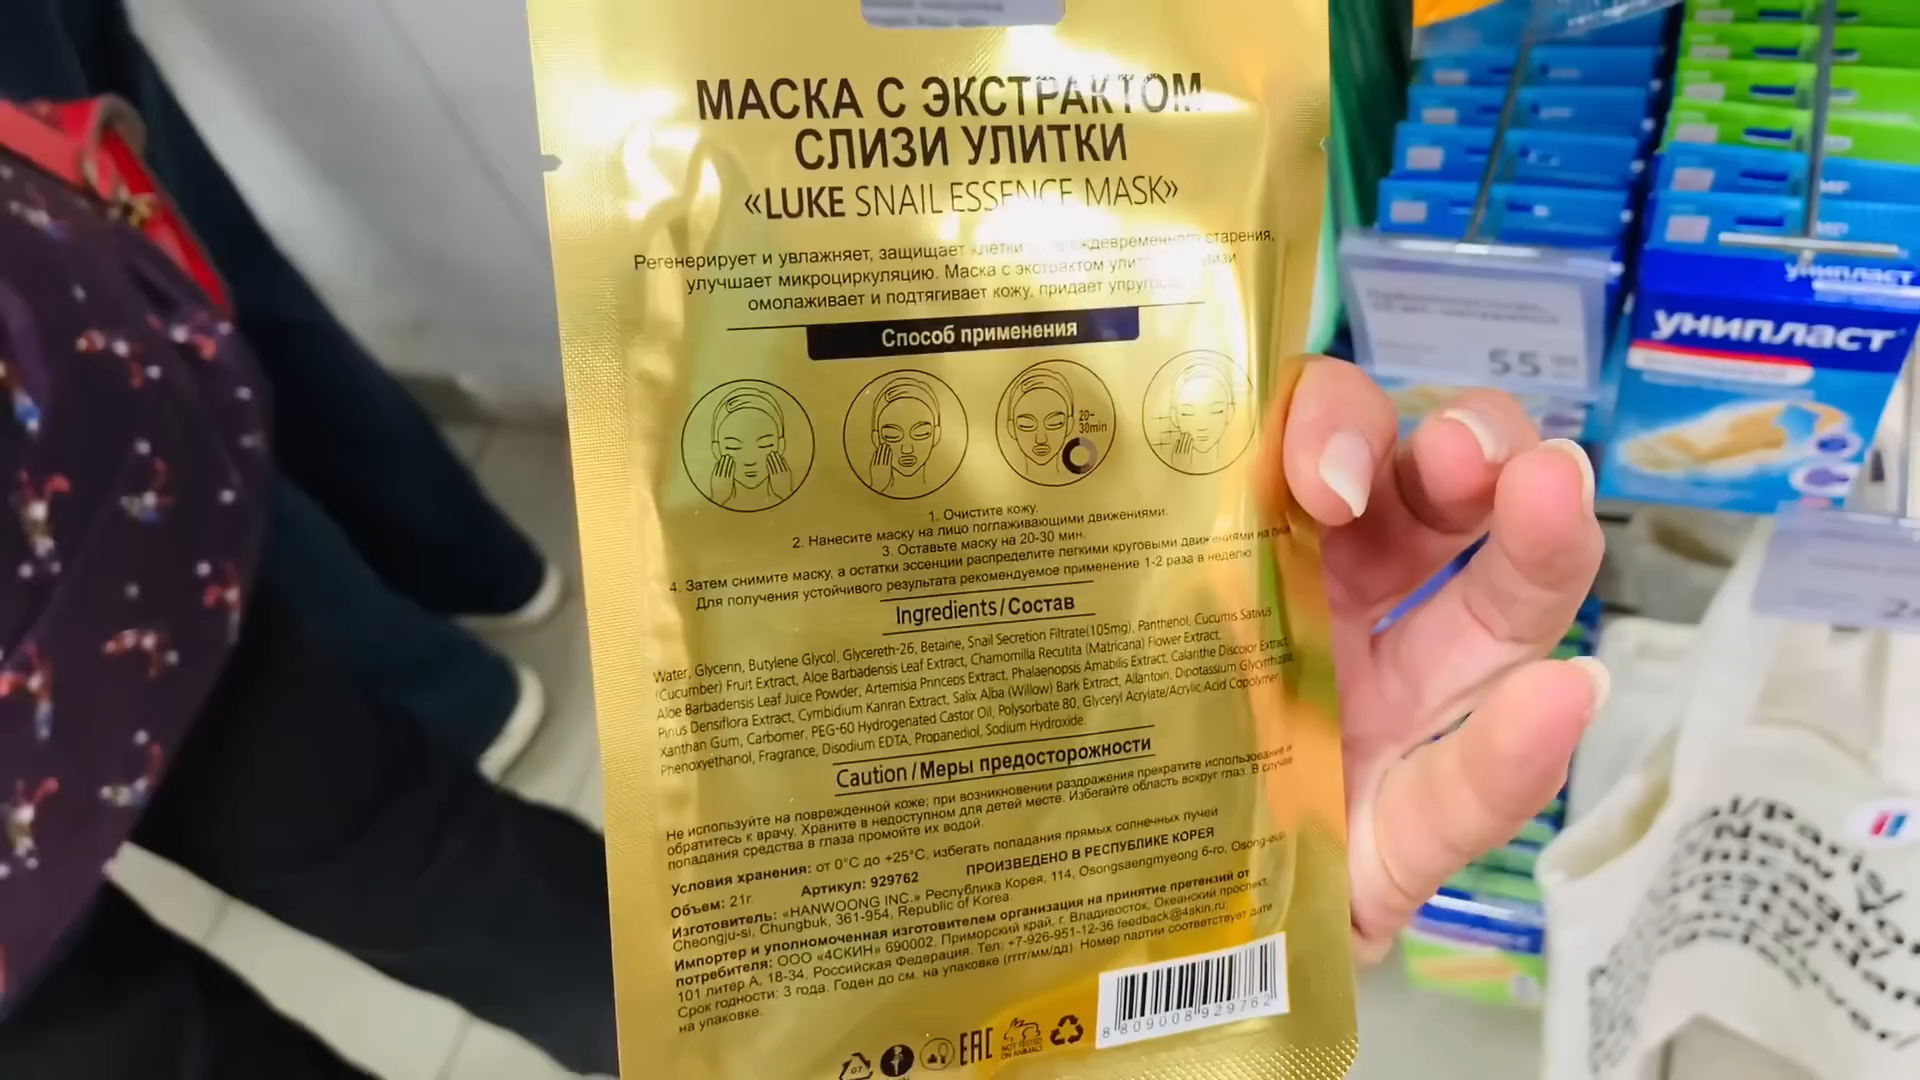 МАСКА С ЭКСТРАКТОМ
СЛИЗИ УЛИТКИ
«LUKE SNAIL ESSENCE MASK»
Регенерирует и увлажняет, защищает клетки старения,
улучшает микроциркуляцию. Маска с экстрактом
омолаживает и подтягивает кожу, придает
Способ применения
20-
30min
1. Очистите кожу.
2. Нанесите маску на лицо поглаживающими движениями.
3. Оставьте маску на 20-30 мин.
4. Затем снимите маску, а остатки эссенции распределите легкими круговыми движениями на
Для получения устойчивого результата рекомендуемое применение 1-2 раза в неделю.
Ingredients / Состав
Water, Glycerin, Butylene Glycol, Glycereth-26, Betaine, Snail Secretion Filtrate(105mg), Panthenol, Cucumis Sativus
(Cucumber) Fruit Extract, Aloe Barbadensis Leaf Extract, Chamomilla Recutita (Matricaria) Flower Extract,
Aloe Barbadensis Leaf Juice Powder, Artemisia Princeps Extract, Phalaenopsis Amabilis Extract, Calanthe Discolor Extract,
Pinus Densiflora Extract, Cymbidium Kanran Extract, Salix Alba (Willow) Bark Extract, Allantoin, Dipotassium Glycyrrhizate,
Xanthan Gum, Carbomer, PEG-60 Hydrogenated Castor Oil, Polysorbate 80, Glyceryl Acrylate/Acrylic Acid Copolymer,
Phenoxyethanol, Fragrance, Disodium EDTA, Propanediol, Sodium Hydroxide.
Caution / Меры предосторожности
Не используйте на поврежденной коже; при возникновении раздражения прекратите использование и
обратитесь к врачу. Храните в недоступном для детей месте. Избегайте область вокруг глаз. В случае
попадания средства в глаза промойте их водой.
Условия хранения: от 0°C до +25°C, избегать попадания прямых солнечных лучей
Объем: 21г. Артикул: 929762 ПРОИЗВЕДЕНО В РЕСПУБЛИКЕ КОРЕЯ
Изготовитель: «HANWOONG INC.» Республика Корея, 114, Osongsaengmyeong 6-ro, Osong-eup,
Cheongju-si, Chungbuk, 361-954, Republic of Korea.
Импортер и уполномоченная изготовителем организация на принятие претензий от
потребителя: ООО «4СКИН» 690002, Приморский край, г. Владивосток, Океанский проспект,
101 литер А, 18-34, Российская Федерация. Тел: +7-926-951-12-36 feedback@4skin.ru;
Срок годности: 3 года. Годен до см. на упаковке (гггг/мм/дд). Номер партии соответствует дате
на упаковке.
8809008929762
07
EAC
NOT TESTED
ON ANIMALS
55
унипласт
унипласт